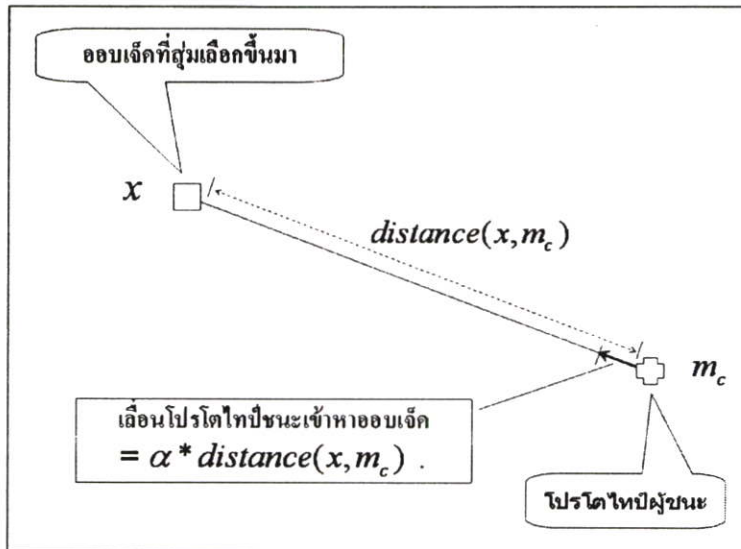 ออบเจ็คที่สุ่มเลือกขึ้นมา
x
distance(x,m_c)
m_c
เลื่อนโปรโตไทป์ชนะเข้าหาออบเจ็ค
= α * distance(x,m_c) .
โปรโตไทป์ผู้ชนะ